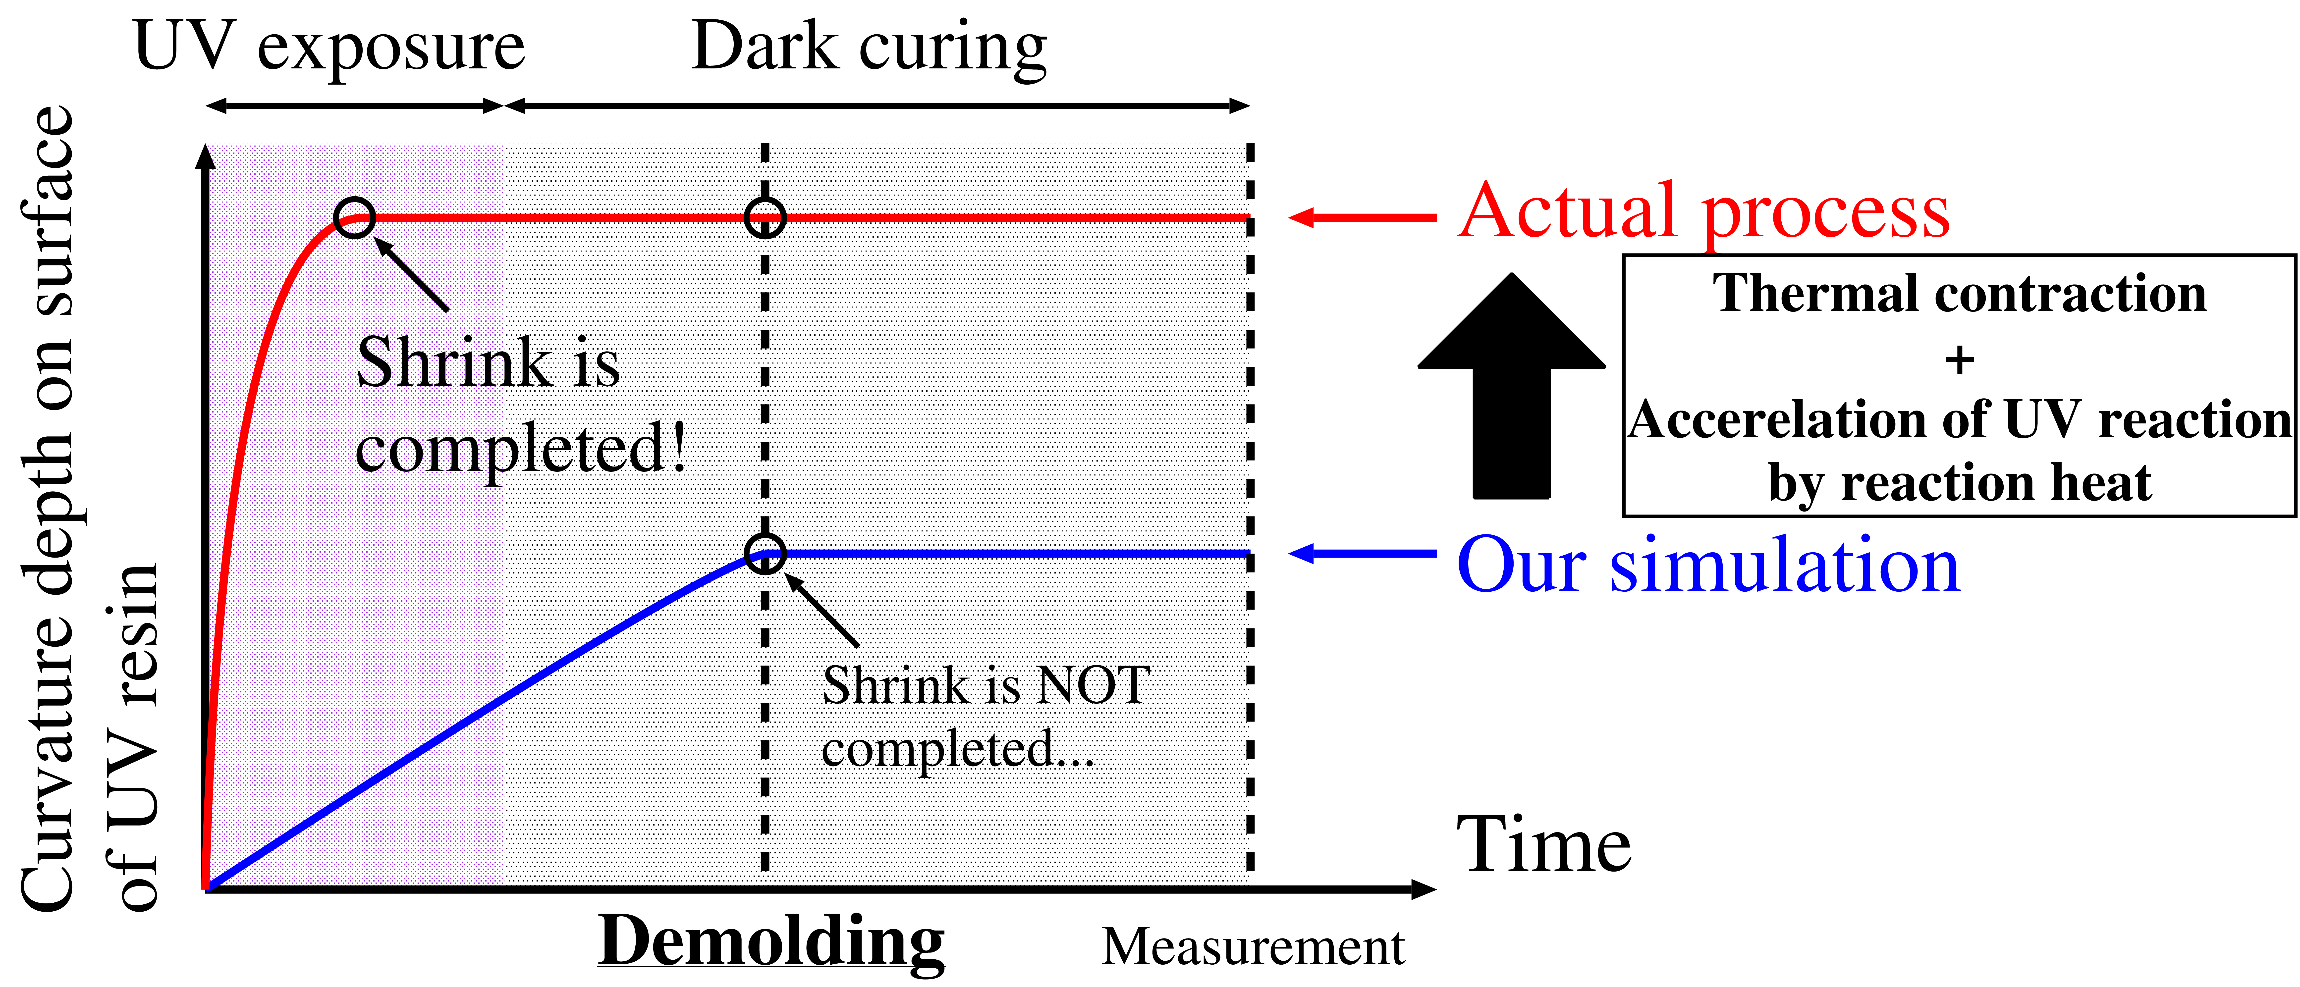 UV exposure
Dark curing
Curvature depth on surface
of UV resin
Shrink is
completed!
Shrink is NOT
completed...
Actual process
Thermal contraction
+
Accerelation of UV reaction
by reaction heat
Our simulation
Time
Demolding
Measurement